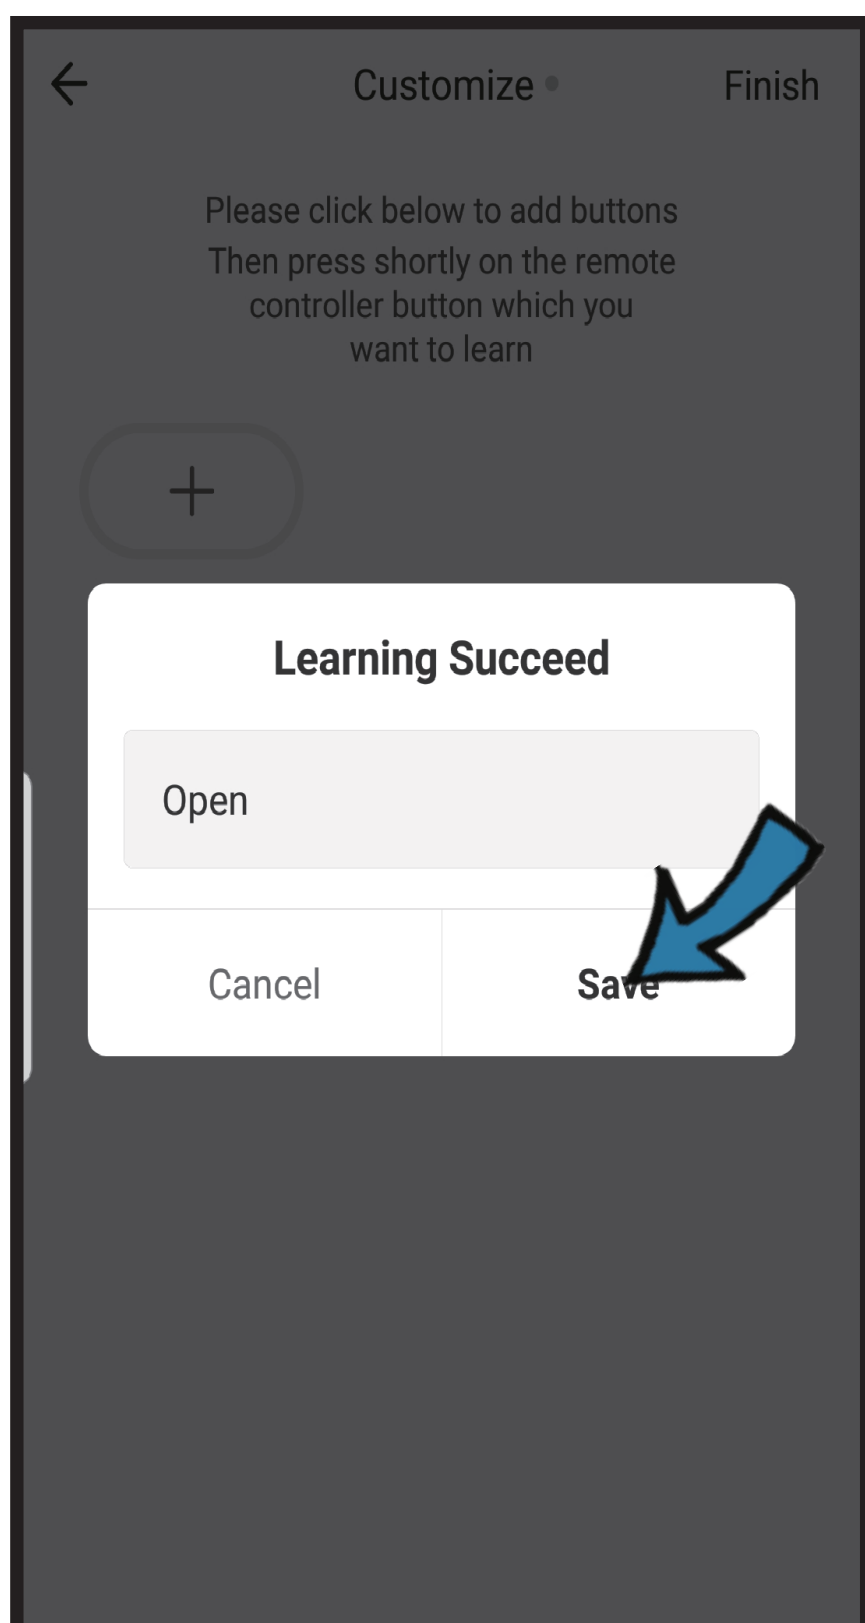 Customize
Finish
Please click below to add buttons
Then press shortly on the remote
controller button which you
want to learn
Learning Succeed
Open
Cancel
Save